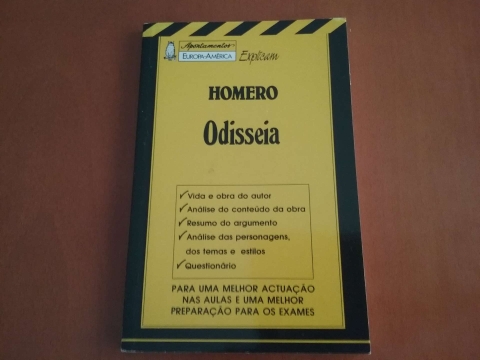 Apontamentos
EUROPA-AMÉRICA Explicam
HOMERO
Odisseia
✓Vida e obra do autor
✓Análise do conteúdo da obra
✓Resumo do argumento
✓Análise das personagens,
dos temas e estilos
✓Questionário
PARA UMA MELHOR ACTUAÇÃO
NAS AULAS E UMA MELHOR
PREPARAÇÃO PARA OS EXAMES